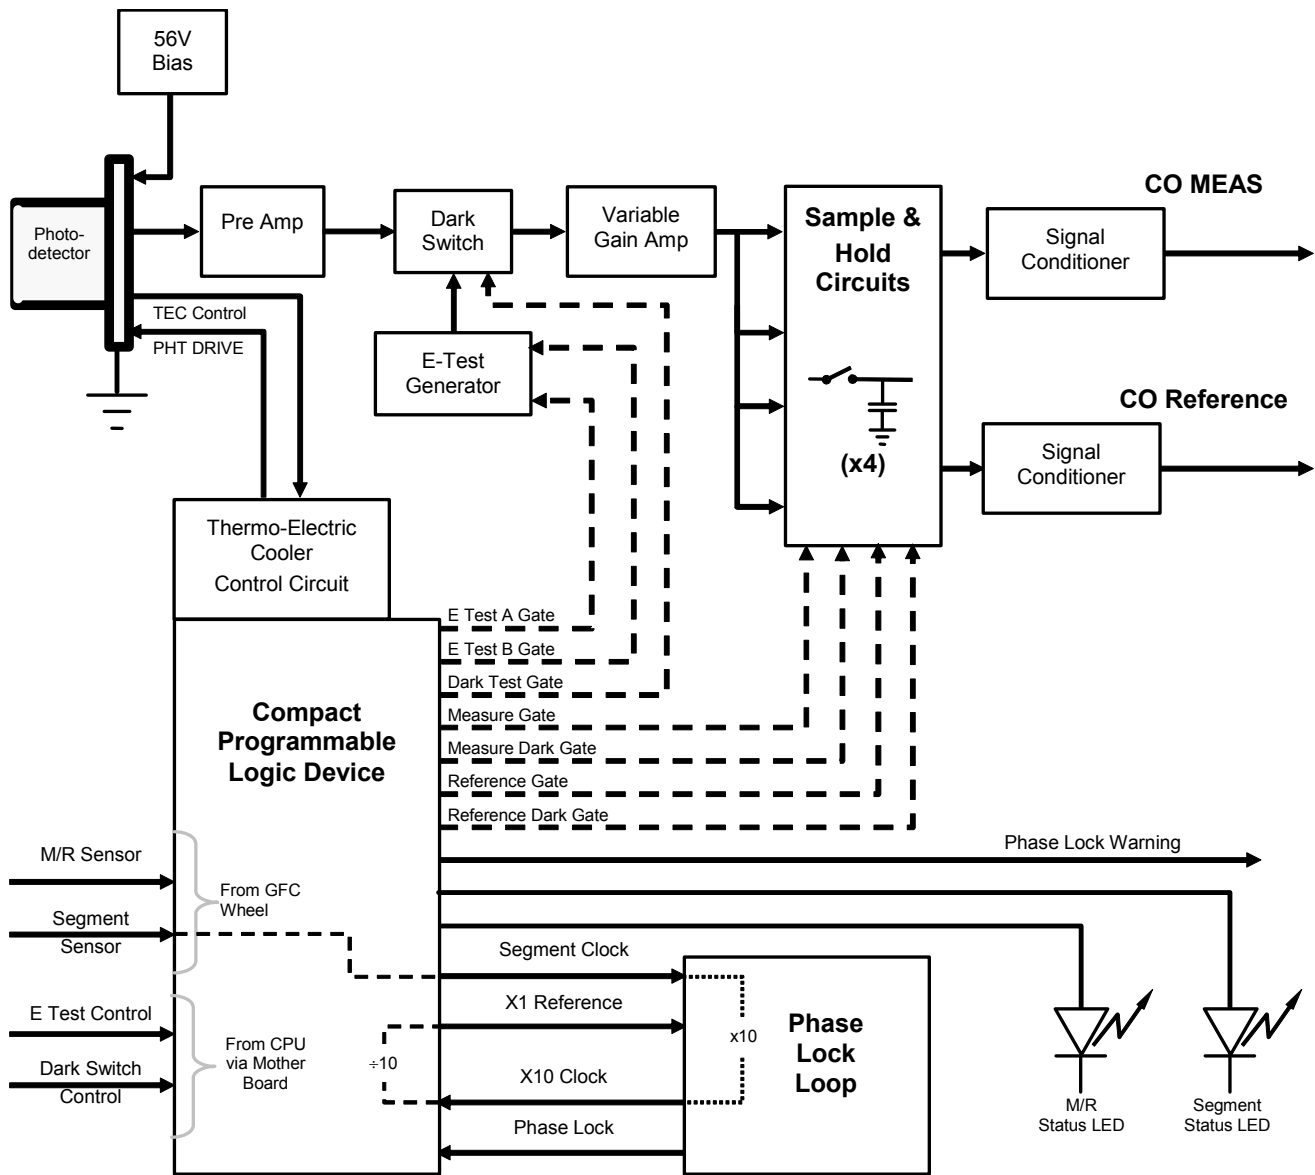 56V
Bias
Photo-
detector
Pre Amp
Dark
Switch
Variable
Gain Amp
Sample &
Hold
Circuits
(x4)
CO MEAS
Signal
Conditioner
CO Reference
Signal
Conditioner
TEC Control
PHT DRIVE
E-Test
Generator
Thermo-Electric
Cooler
Control Circuit
E Test A Gate
E Test B Gate
Dark Test Gate
Measure Gate
Measure Dark Gate
Reference Gate
Reference Dark Gate
Compact
Programmable
Logic Device
Phase Lock Warning
M/R Sensor
Segment
Sensor
From GFC
Wheel
E Test Control
Dark Switch
Control
From CPU
via Mother
Board
÷10
Segment Clock
X1 Reference
X10 Clock
Phase Lock
x10
Phase
Lock
Loop
M/R
Status LED
Segment
Status LED